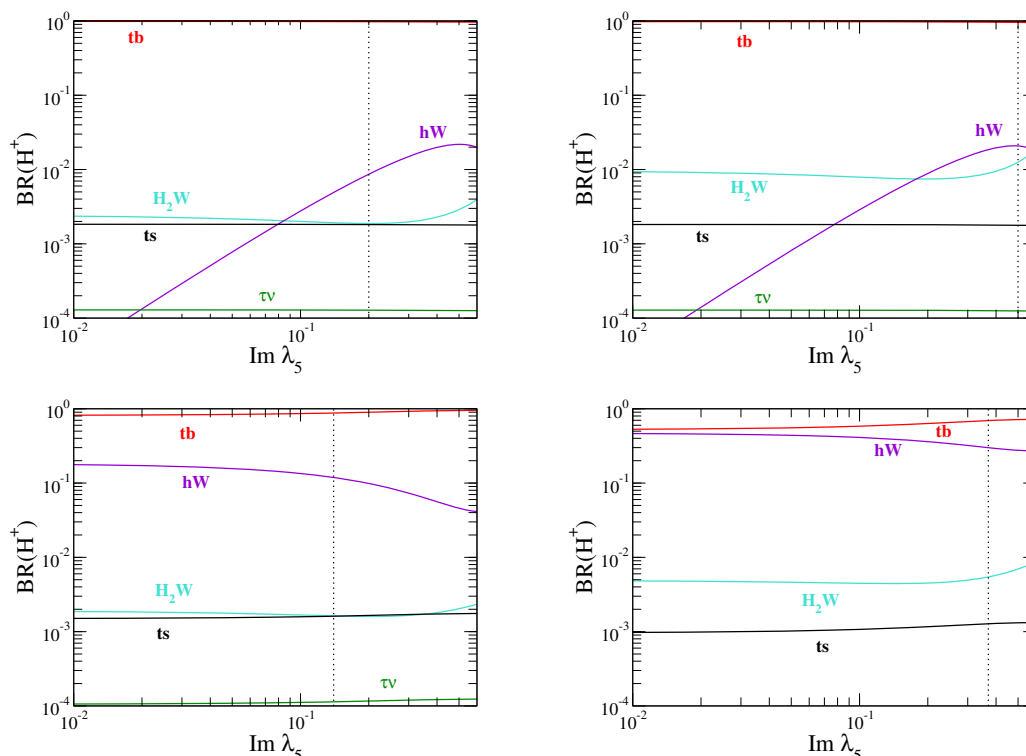 10^0
tb
10^-1
hW
BR(H^+)
10^-2
H_2W
10^-3
ts
τν
10^-4
10^-2
10^-1
Im λ_5
10^0
tb
10^-1
hW
BR(H^+)
10^-2
H_2W
10^-3
ts
τν
10^-4
10^-2
10^-1
Im λ_5
10^0
tb
hW
10^-1
BR(H^+)
10^-2
H_2W
10^-3
ts
τν
10^-4
10^-2
10^-1
Im λ_5
10^0
tb
hW
10^-1
BR(H^+)
10^-2
H_2W
10^-3
ts
10^-4
10^-2
10^-1
Im λ_5